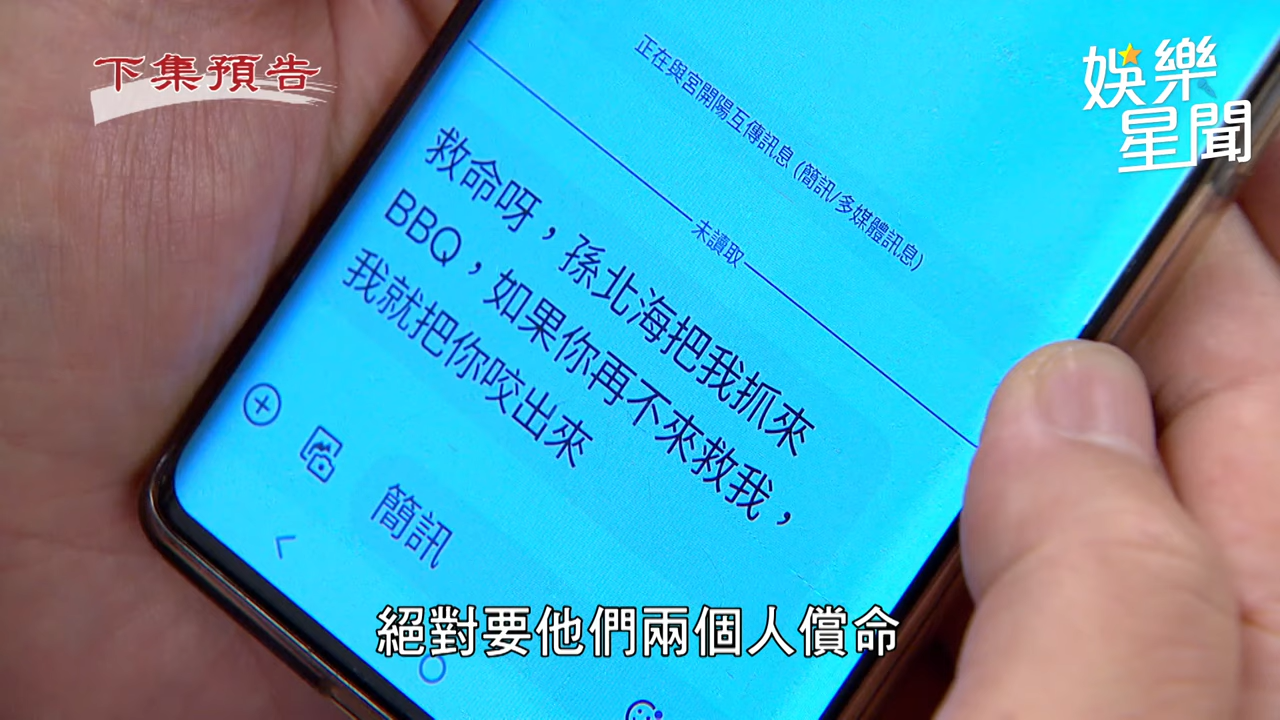 下集預告
娛樂
星聞
正在與宮開陽互傳訊息 (簡訊/多媒體訊息)
未讀取
救命呀，孫北海把我抓來
BBQ，如果你再不來救我，
我就把你咬出來
簡訊
絕對要他們兩個人償命